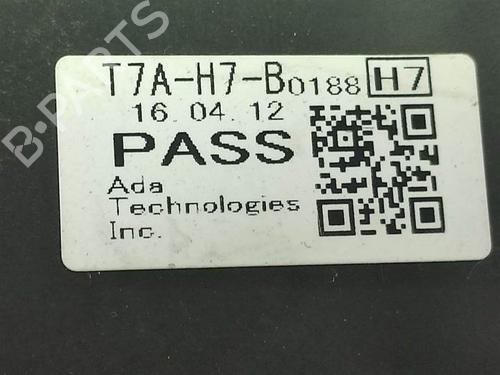 T7A-H7-B0188 H7
16.04.12
PASS
Ada
Technologies
Inc.
B-PARTS